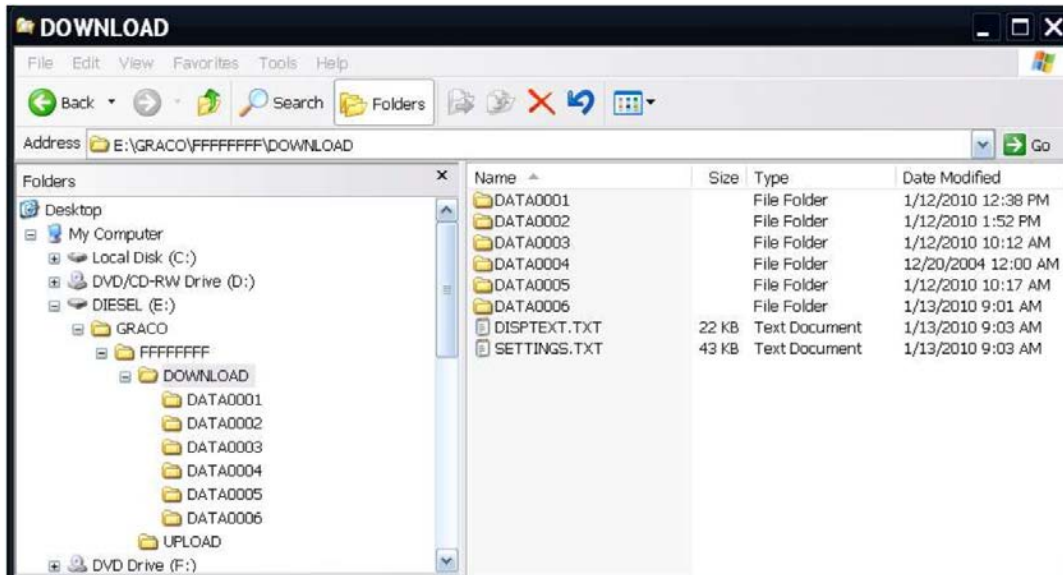 DOWNLOAD
File Edit View Favorites Tools Help
Back Search Folders
Address E:\GRACO\FFFFFFFF\DOWNLOAD Go
Folders x
Desktop
My Computer
Local Disk (C:)
DVD/CD-RW Drive (D:)
DIESEL (E:)
GRACO
FFFFFFFF
DOWNLOAD
DATA0001
DATA0002
DATA0003
DATA0004
DATA0005
DATA0006
UPLOAD
DVD Drive (F:)
Name Size Type Date Modified
DATA0001 File Folder 1/12/2010 12:38 PM
DATA0002 File Folder 1/12/2010 1:52 PM
DATA0003 File Folder 1/12/2010 10:12 AM
DATA0004 File Folder 12/20/2004 12:00 AM
DATA0005 File Folder 1/12/2010 10:17 AM
DATA0006 File Folder 1/13/2010 9:01 AM
DISPTEXT.TXT 22 KB Text Document 1/13/2010 9:03 AM
SETTINGS.TXT 43 KB Text Document 1/13/2010 9:03 AM